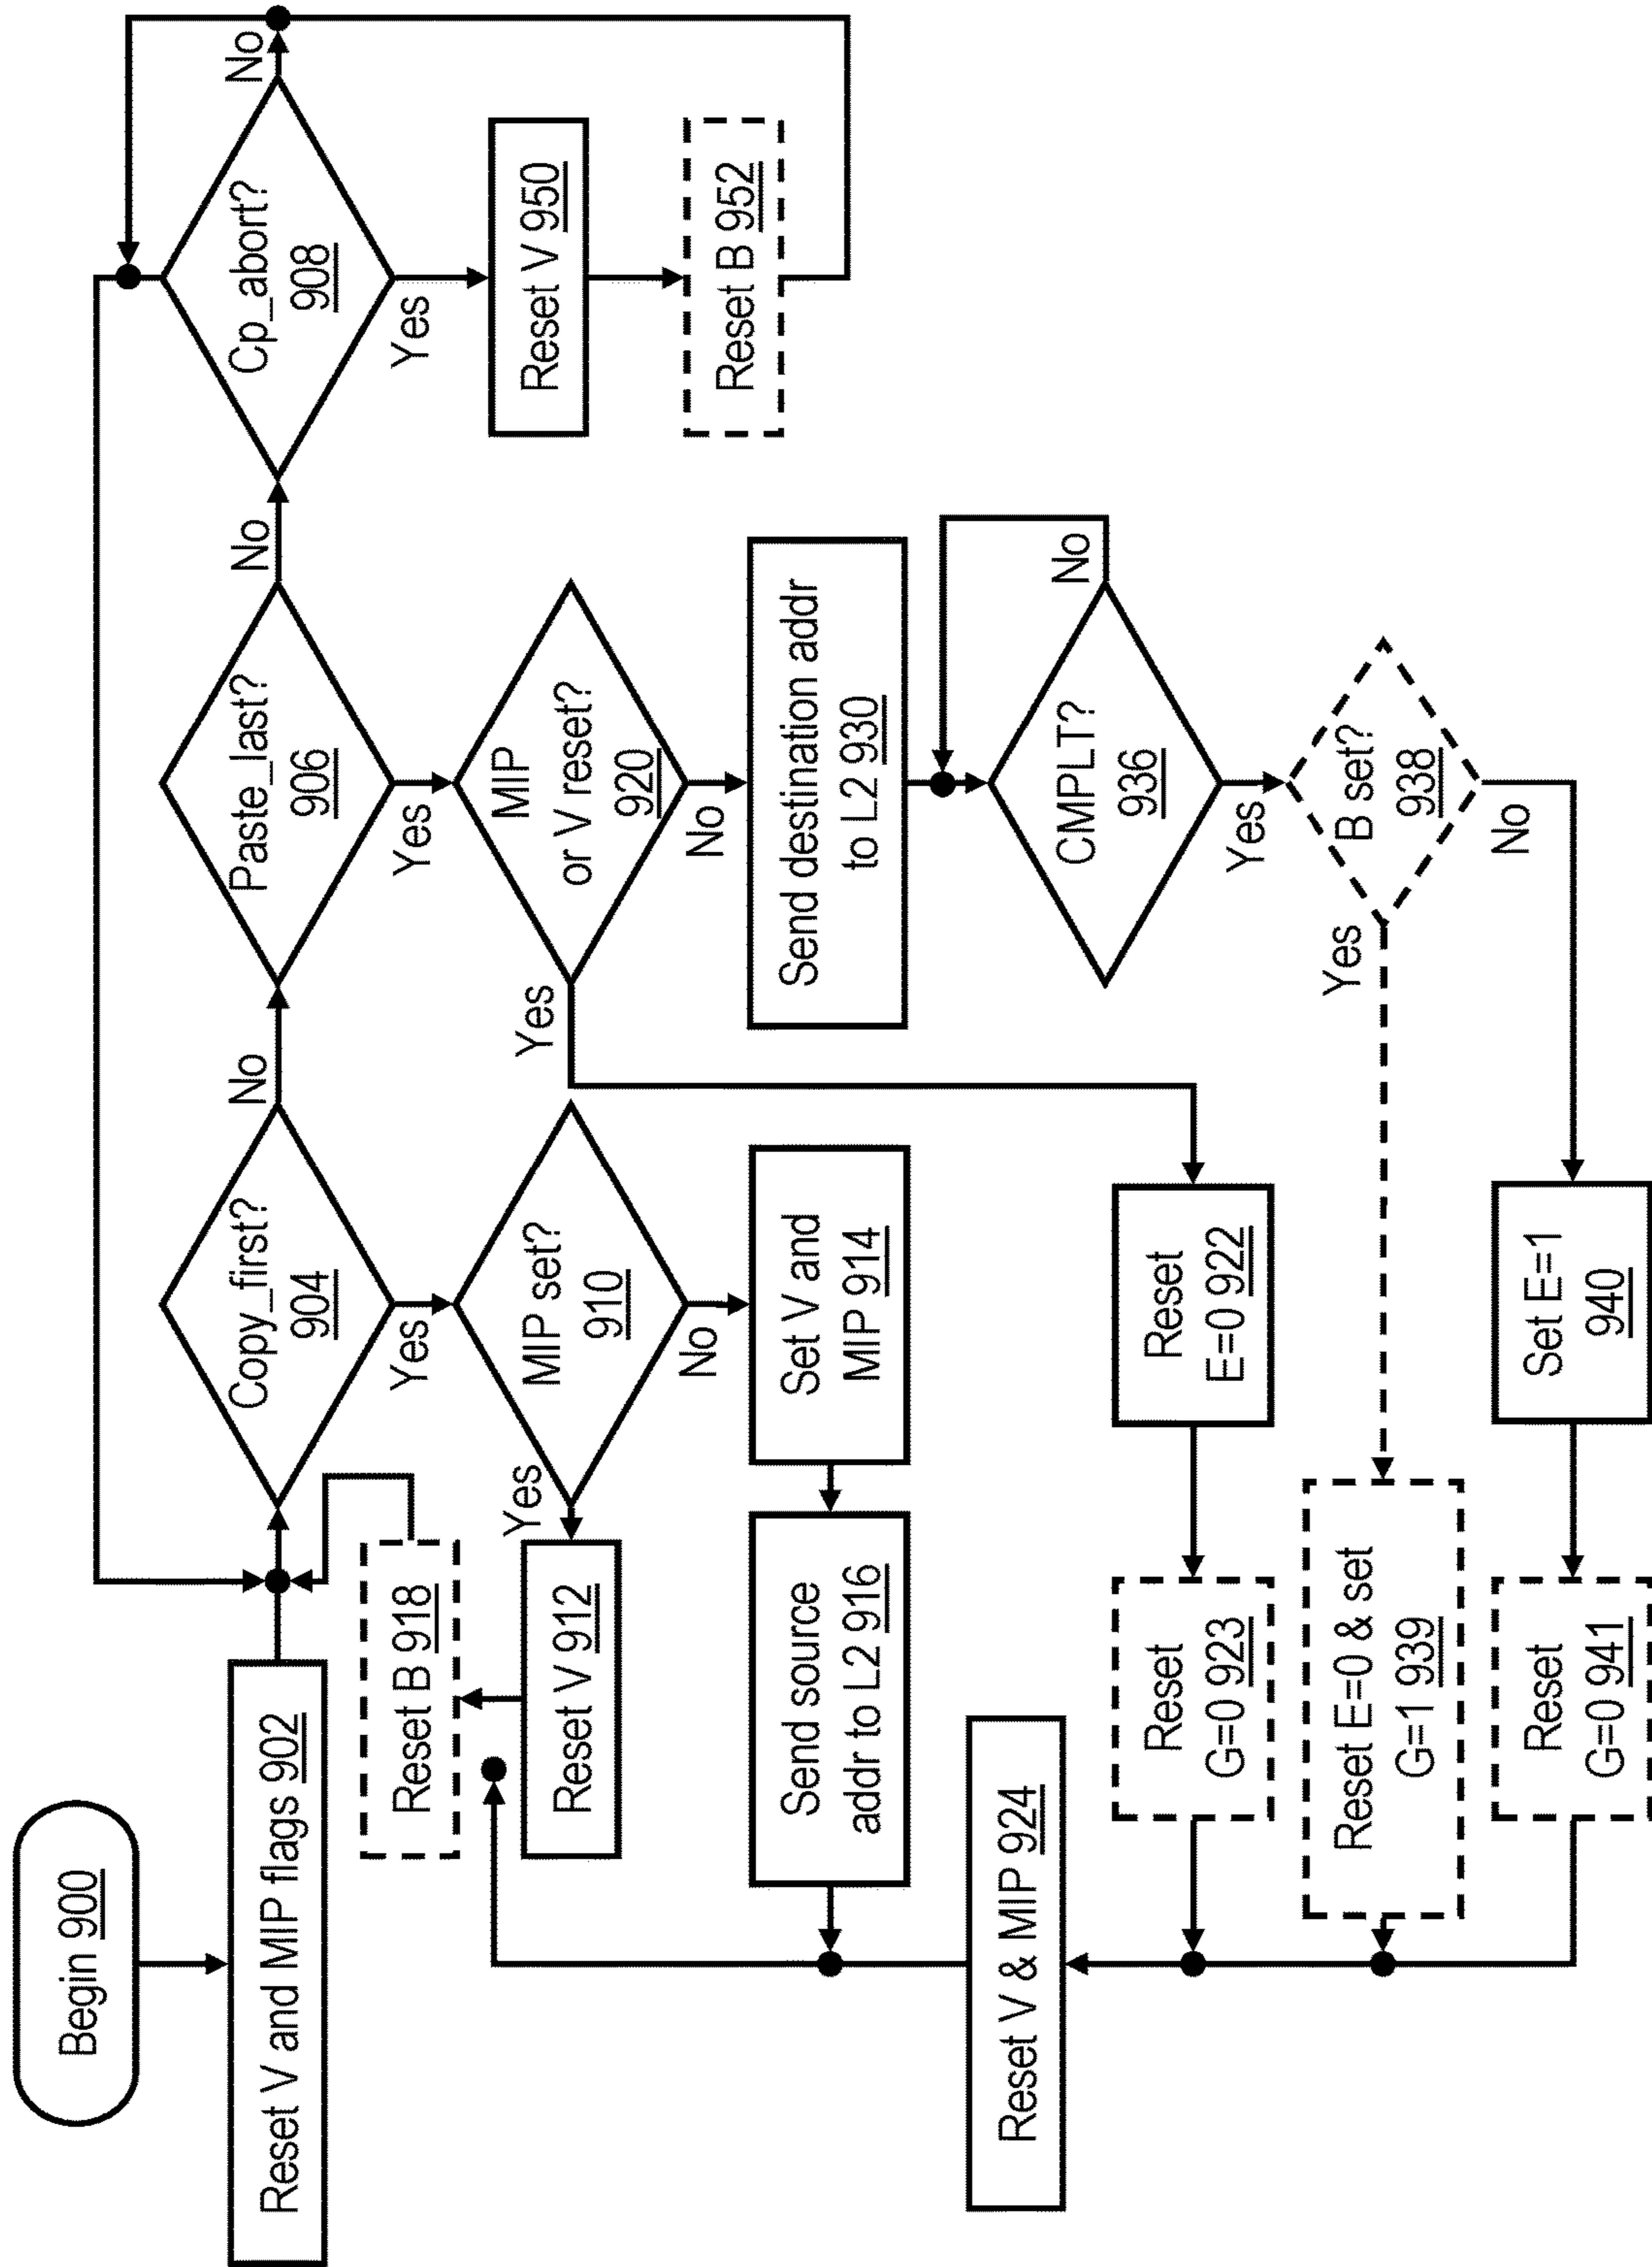 Begin 900
Reset V and MIP flags 902
Copy_first?
904
No
Yes
Paste_last?
906
No
Yes
Cp_abort?
908
No
Yes
Reset V 950
Reset B 952
MIP set?
910
Yes
No
Reset V 912
Reset B 918
Set V and
MIP 914
Send source
addr to L2 916
MIP
or V reset?
920
Yes
No
Send destination addr
to L2 930
CMPLT?
936
No
Yes
B set?
938
Yes
No
Reset
E=0 922
Reset
G=0 923
Reset E=0 & set
G=1 939
Set E=1
940
Reset
G=0 941
Reset V & MIP 924